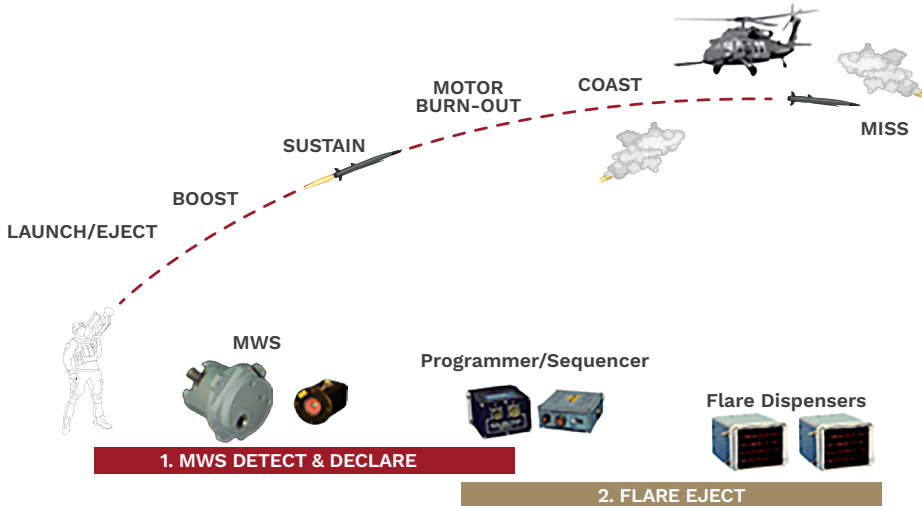 MOTOR
BURN-OUT
COAST
MISS
SUSTAIN
BOOST
LAUNCH/EJECT
MWS
Programmer/Sequencer
Flare Dispensers
1. MWS DETECT & DECLARE
2. FLARE EJECT